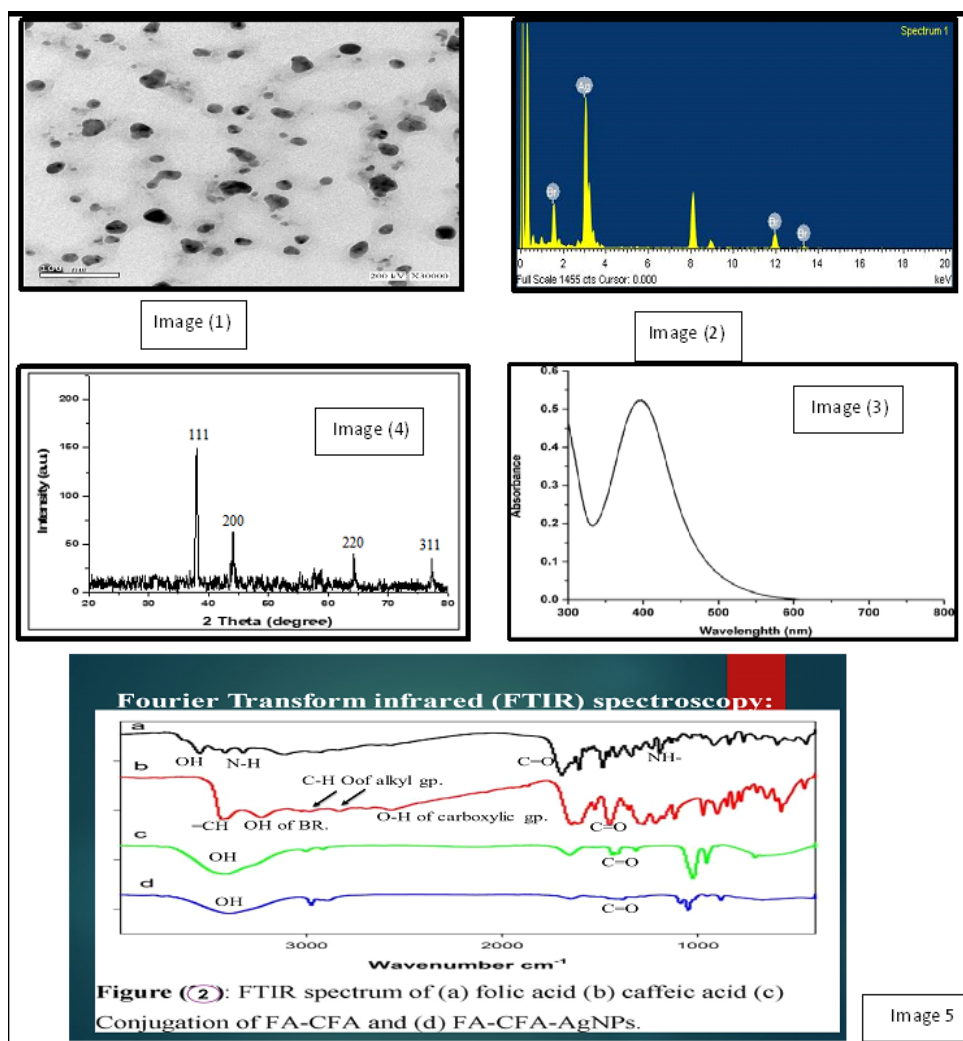 100 nm
200 kV X30000
Image (1)
Spectrum 1
Ag
Br
Br
Br
0 2 4 6 8 10 12 14 16 18 20
Full Scale 1455 cts Cursor: 0.000 keV
Image (2)
200
150
100
50
0
Intensity (a.u)
111
200
220
311
20 30 40 50 60 70 80
2 Theta (degree)
Image (4)
0.6
0.5
0.4
0.3
0.2
0.1
0.0
Absorbance
300 400 500 600 700 800
Wavelenghth (nm)
Image (3)
Fourier Transform infrared (FTIR) spectroscopy:
a
OH
N-H
C=O
NH-
b
C-H Oof alkyl gp.
=CH
OH of BR.
O-H of carboxylic gp.
C=O
c
OH
C=O
d
OH
C=O
3000 2000 1000
Wavenumber cm-1
Figure (2): FTIR spectrum of (a) folic acid (b) caffeic acid (c)
Conjugation of FA-CFA and (d) FA-CFA-AgNPs.
Image 5